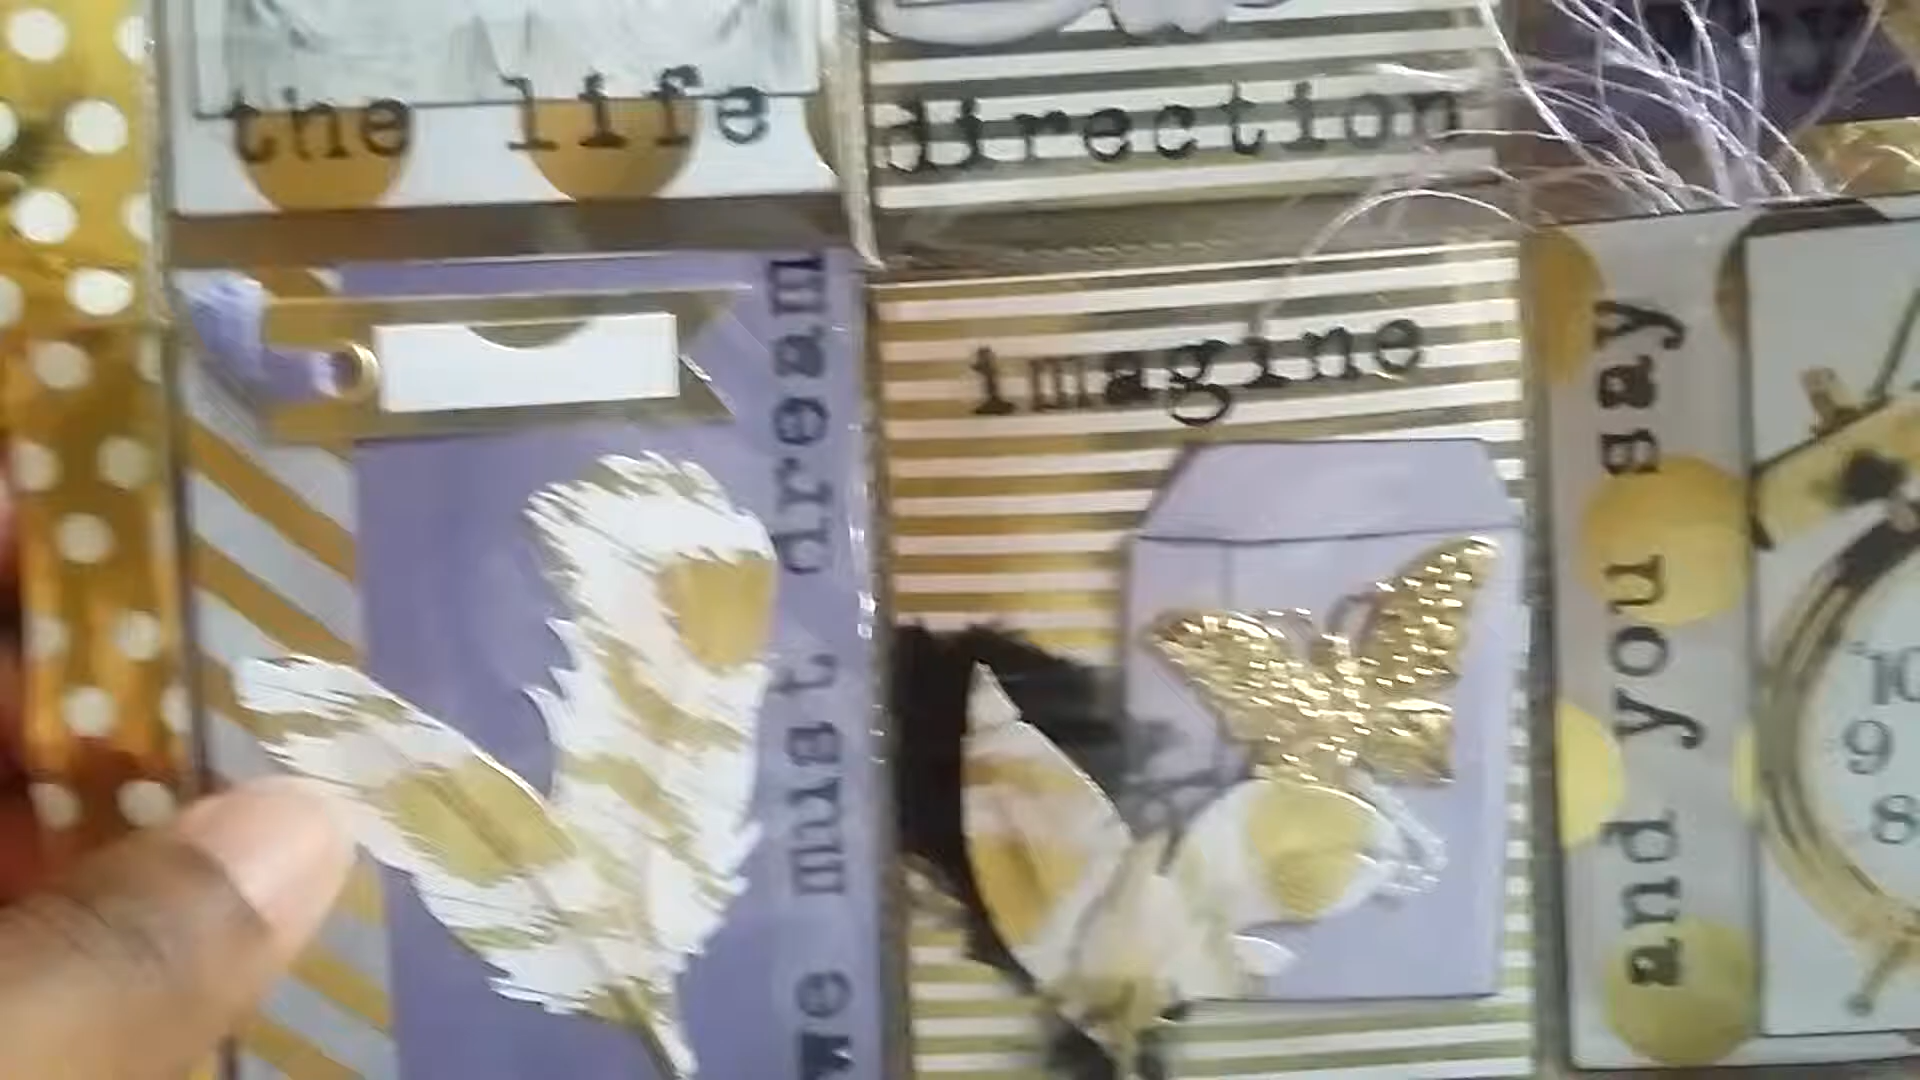 the life
direction
we must dream
imagine
and you say
10
9
8